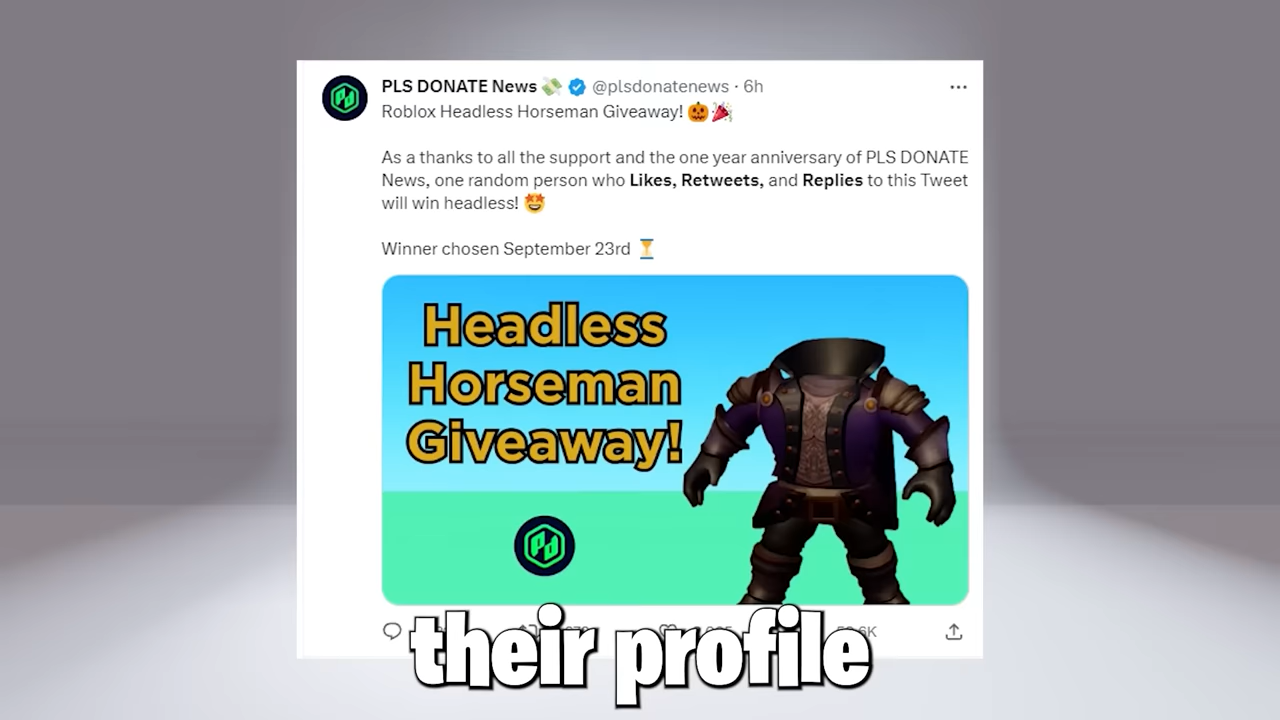 PLS DONATE News 💸 @plsdonatenews · 6h
Roblox Headless Horseman Giveaway! 🎃🎉
As a thanks to all the support and the one year anniversary of PLS DONATE
News, one random person who Likes, Retweets, and Replies to this Tweet
will win headless! 🤩
Winner chosen September 23rd ⏳
Headless
Horseman
Giveaway!
Pd
their profile